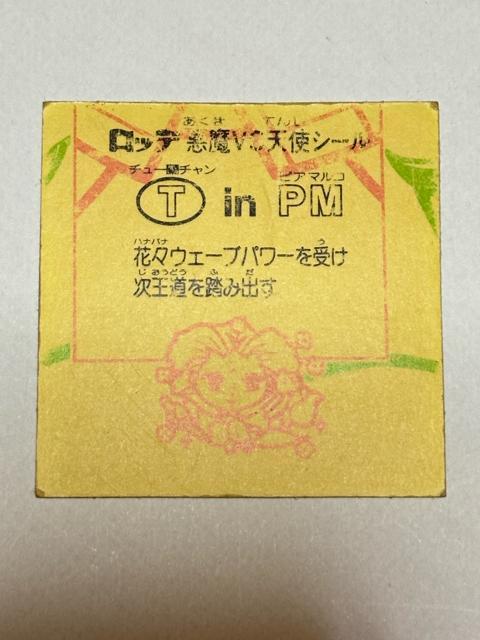 あくま てんし
ロッテ 悪魔VS天使シール
チュー チャン ピア マルコ
T in PM
ハナバナ う
花々ウェーブパワーを受け
じおうどう ふ だ
次王道を踏み出す